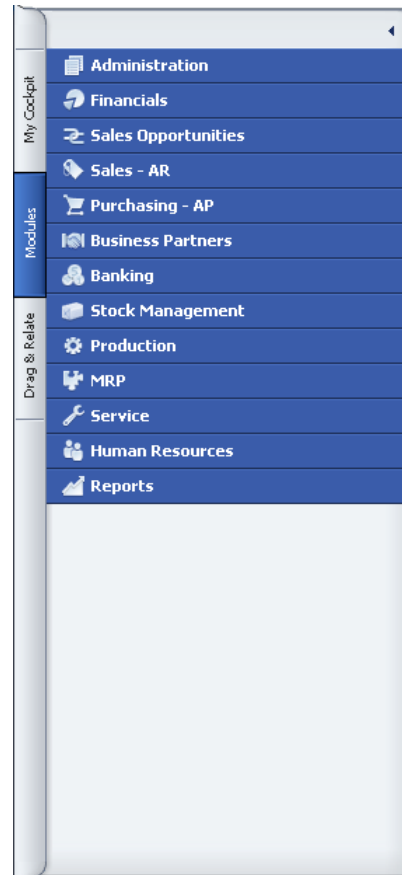 My Cockpit
Modules
Drag & Relate
Administration
Financials
Sales Opportunities
Sales - AR
Purchasing - AP
Business Partners
Banking
Stock Management
Production
MRP
Service
Human Resources
Reports